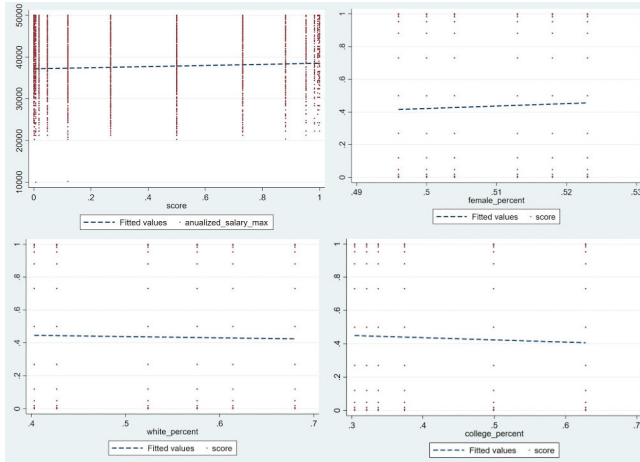 50000
40000
30000
20000
10000
0 .2 .4 .6 .8 1
score
Fitted values anualized_salary_max
1
.8
.6
.4
.2
0
.49 .5 .51 .52 .53
female_percent
Fitted values score
1
.8
.6
.4
.2
0
.4 .5 .6 .7
white_percent
Fitted values score
1
.8
.6
.4
.2
0
.3 .4 .5 .6 .7
college_percent
Fitted values score